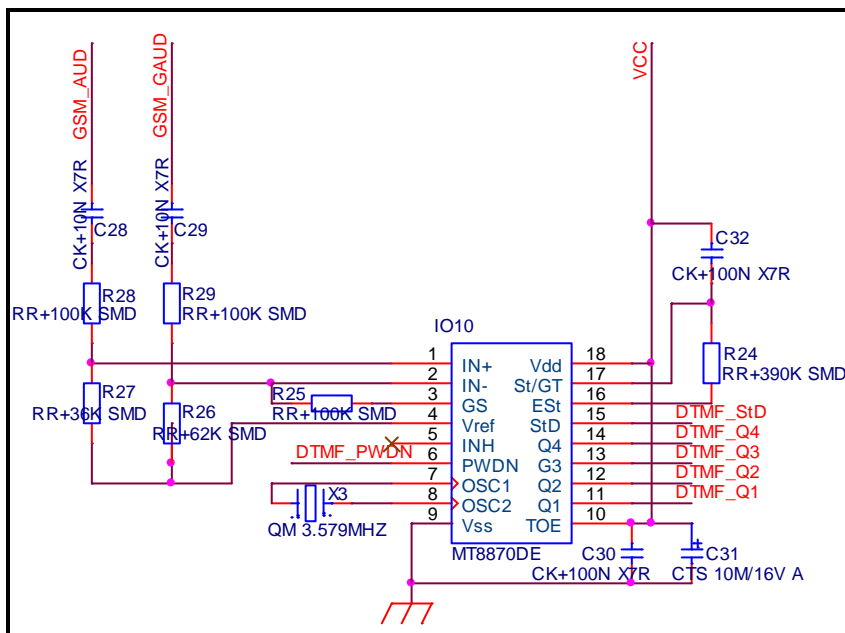 GSM_AUD
GSM_GAUD
VCC
CK+10N X7R
C28
CK+10N X7R
C29
C32
CK+100N X7R
R28
RR+100K SMD
R29
RR+100K SMD
IO10
R27
RR+36K SMD
R26
RR+62K SMD
R25
RR+100K SMD
R24
RR+390K SMD
1 IN+ Vdd 18
2 IN- St/GT 17
3 GS ESt 16
4 Vref StD 15 DTMF_StD
5 INH Q4 14 DTMF_Q4
DTMF_PWDN 6 PWDN G3 13 DTMF_Q3
7 OSC1 Q2 12 DTMF_Q2
8 OSC2 Q1 11 DTMF_Q1
9 Vss TOE 10
X3
QM 3.579MHZ
MT8870DE
C30
CK+100N X7R
C31
CTS 10M/16V A